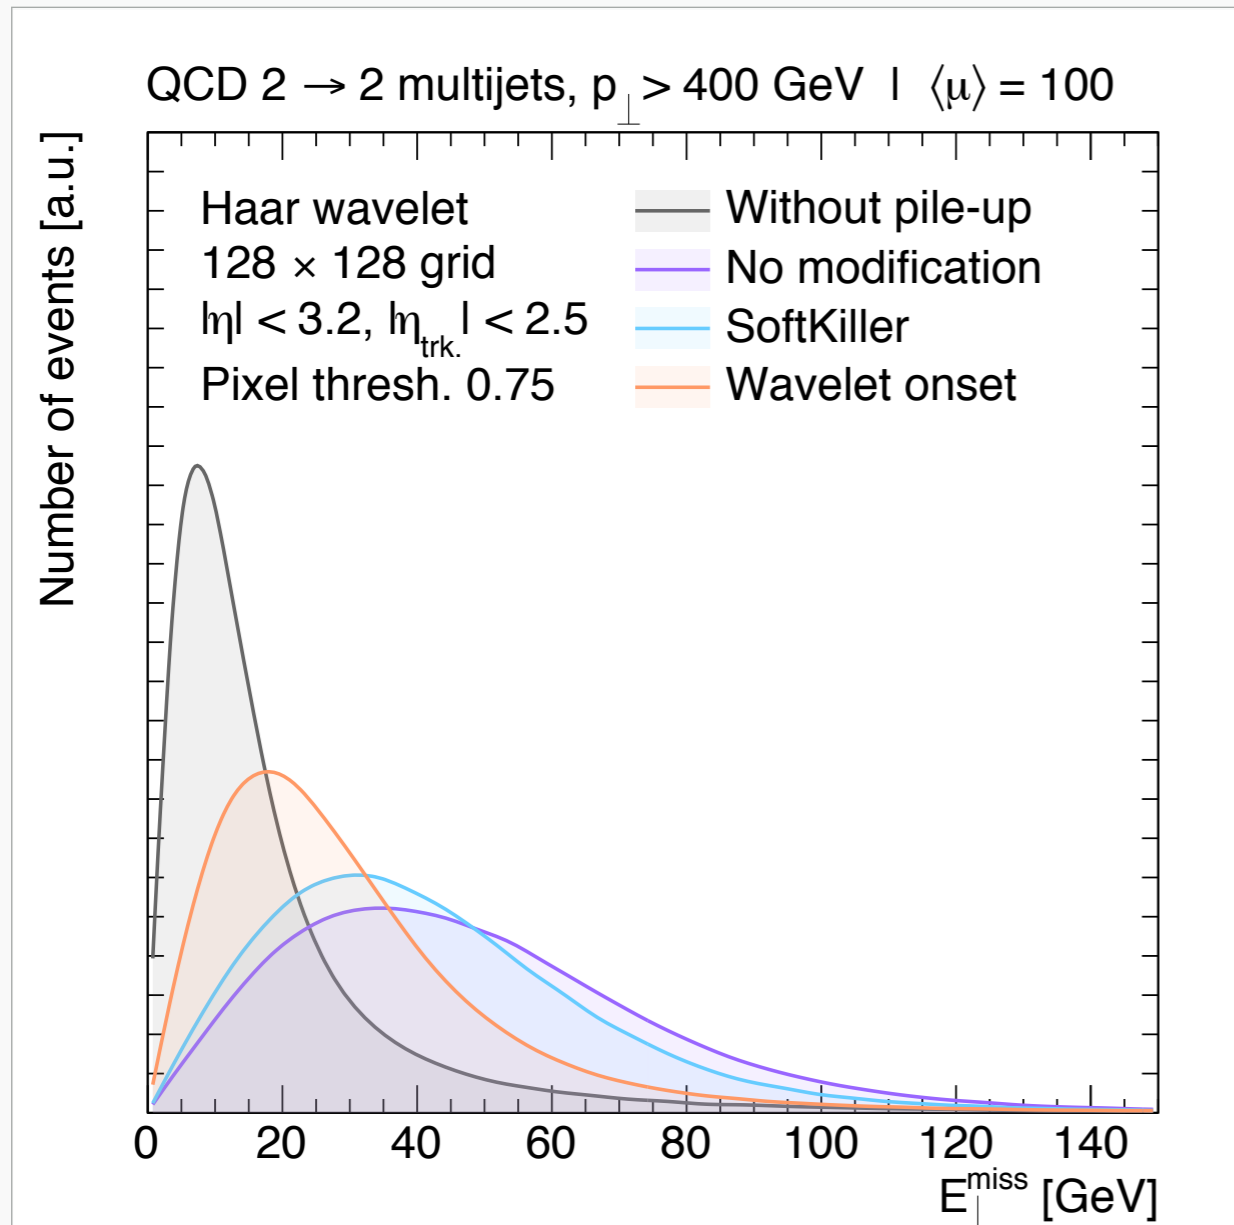 QCD 2 → 2 multijets, p⊥ > 400 GeV | ⟨μ⟩ = 100
Number of events [a.u.]
Haar wavelet
128 × 128 grid
|η| < 3.2, |η trk.| < 2.5
Pixel thresh. 0.75
Without pile-up
No modification
SoftKiller
Wavelet onset
0 20 40 60 80 100 120 140
E⊥miss [GeV]